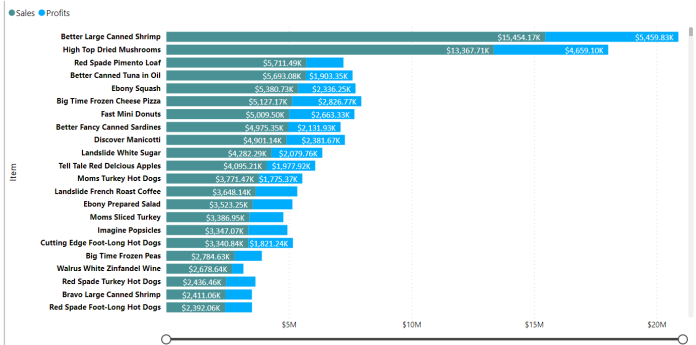 Sales Profits
Better Large Canned Shrimp $15,454.17K $5,459.83K
High Top Dried Mushrooms $13,367.71K $4,659.10K
Red Spade Pimento Loaf $5,711.49K
Better Canned Tuna in Oil $5,693.08K $1,903.35K
Ebony Squash $5,380.73K $2,336.25K
Big Time Frozen Cheese Pizza $5,127.17K $2,826.77K
Fast Mini Donuts $5,009.50K $2,663.33K
Better Fancy Canned Sardines $4,975.35K $2,131.93K
Discover Manicotti $4,901.14K $2,381.67K
Landslide White Sugar $4,282.29K $2,079.76K
Tell Tale Red Delcious Apples $4,095.21K $1,977.92K
Moms Turkey Hot Dogs $3,771.47K $1,775.37K
Landslide French Roast Coffee $3,648.14K
Ebony Prepared Salad $3,523.25K
Moms Sliced Turkey $3,386.95K
Imagine Popsicles $3,347.07K
Cutting Edge Foot-Long Hot Dogs $3,340.84K $1,821.24K
Big Time Frozen Peas $2,784.63K
Walrus White Zinfandel Wine $2,678.64K
Red Spade Turkey Hot Dogs $2,436.46K
Bravo Large Canned Shrimp $2,411.06K
Red Spade Foot-Long Hot Dogs $2,392.06K
Item
$5M $10M $15M $20M